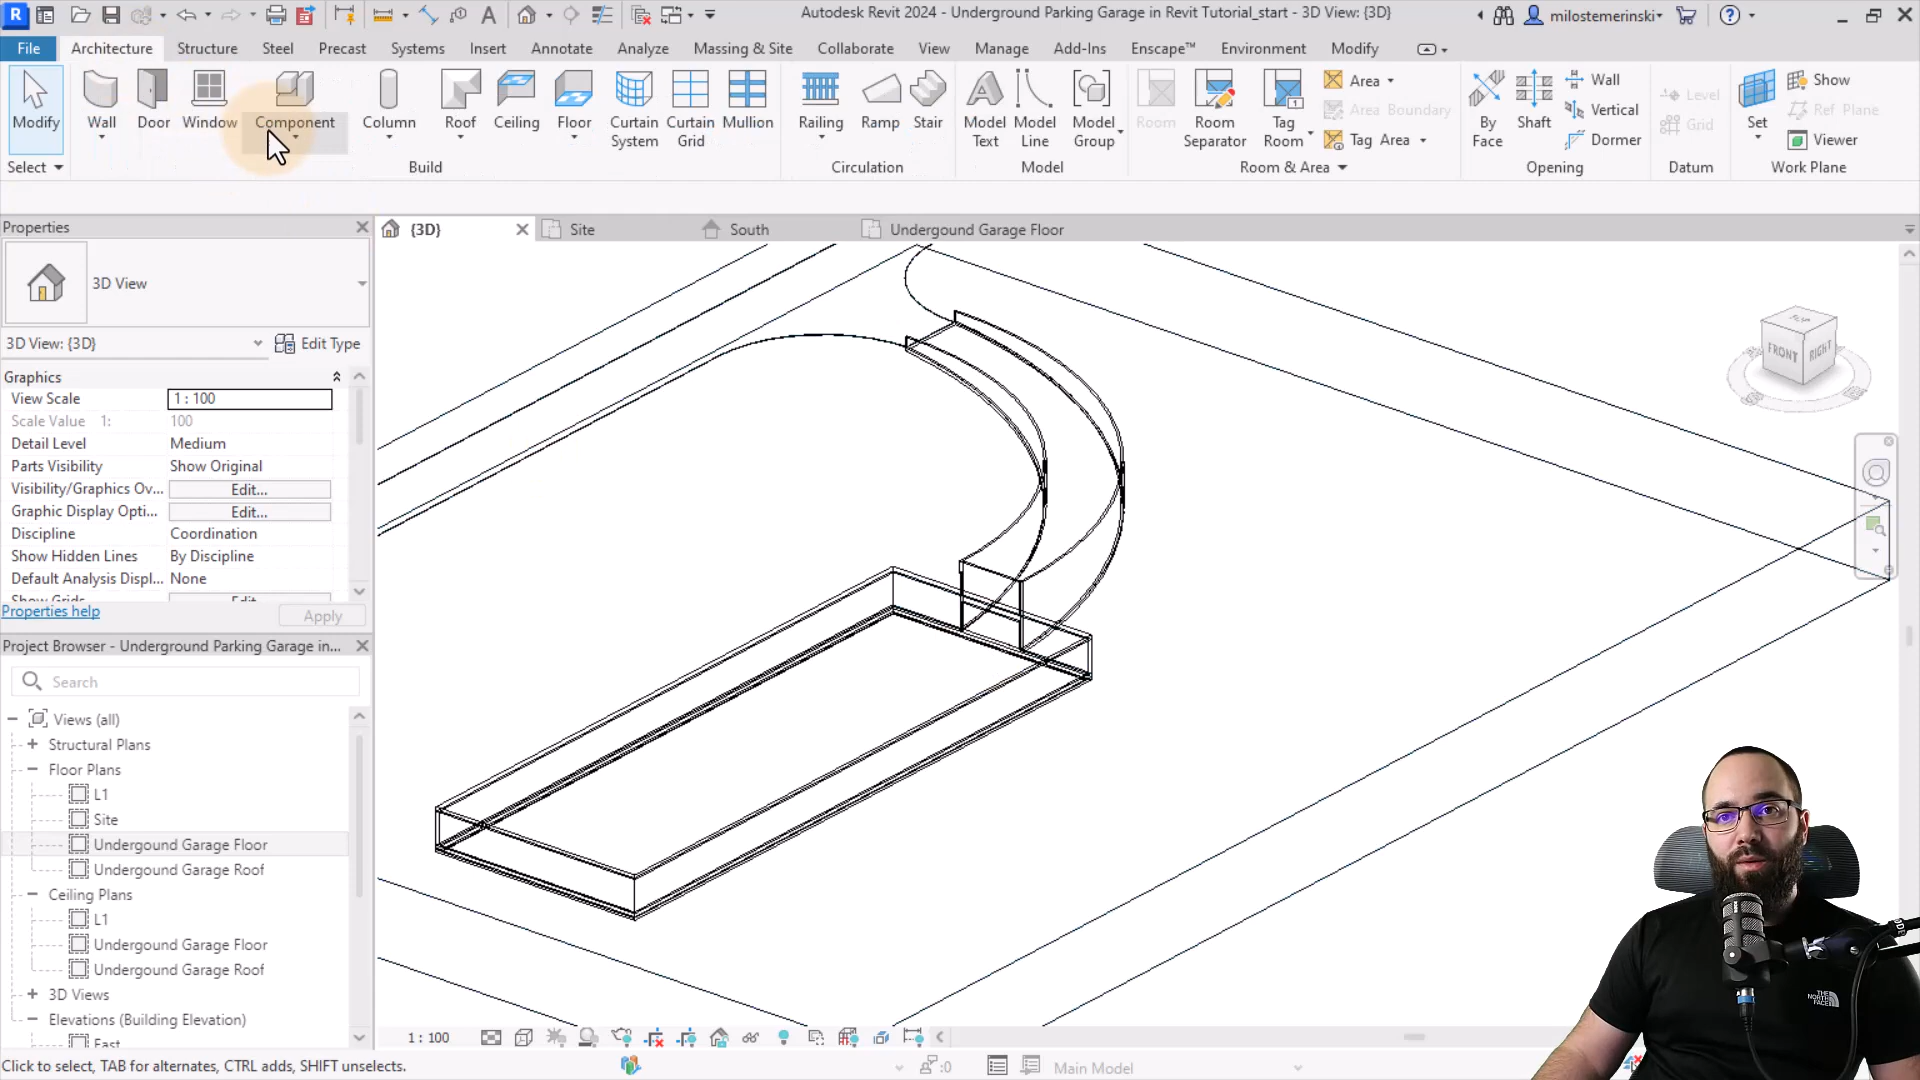 Autodesk Revit 2024 - Underground Parking Garage in Revit Tutorial_start - 3D View: {3D}
milostemerinski
File Architecture Structure Steel Precast Systems Insert Annotate Analyze Massing & Site Collaborate View Manage Add-Ins Enscape™ Environment Modify
Modify Wall Door Window Component Column Roof Ceiling Floor Curtain System Curtain Grid Mullion Railing Ramp Stair Model Text Model Line Model Group Room Room Separator Tag Room Area Area Boundary Tag Area By Face Shaft Wall Vertical Dormer Level Grid Set Show Ref Plane Viewer
Select Build Circulation Model Room & Area Opening Datum Work Plane
Properties
{3D} Site South Undergound Garage Floor
3D View
3D View: {3D} Edit Type
Graphics
View Scale 1 : 100
Scale Value 1: 100
Detail Level Medium
Parts Visibility Show Original
Visibility/Graphics Ov... Edit...
Graphic Display Opti... Edit...
Discipline Coordination
Show Hidden Lines By Discipline
Default Analysis Displ... None
Show Grids Edit...
Properties help Apply
FRONT RIGHT
Project Browser - Underground Parking Garage in...
Search
Views (all)
Structural Plans
Floor Plans
L1
Site
Undergound Garage Floor
Undergound Garage Roof
Ceiling Plans
L1
Undergound Garage Floor
Undergound Garage Roof
3D Views
Elevations (Building Elevation)
East
1 : 100
Click to select, TAB for alternates, CTRL adds, SHIFT unselects.
:0
Main Model
THE NORTH FACE